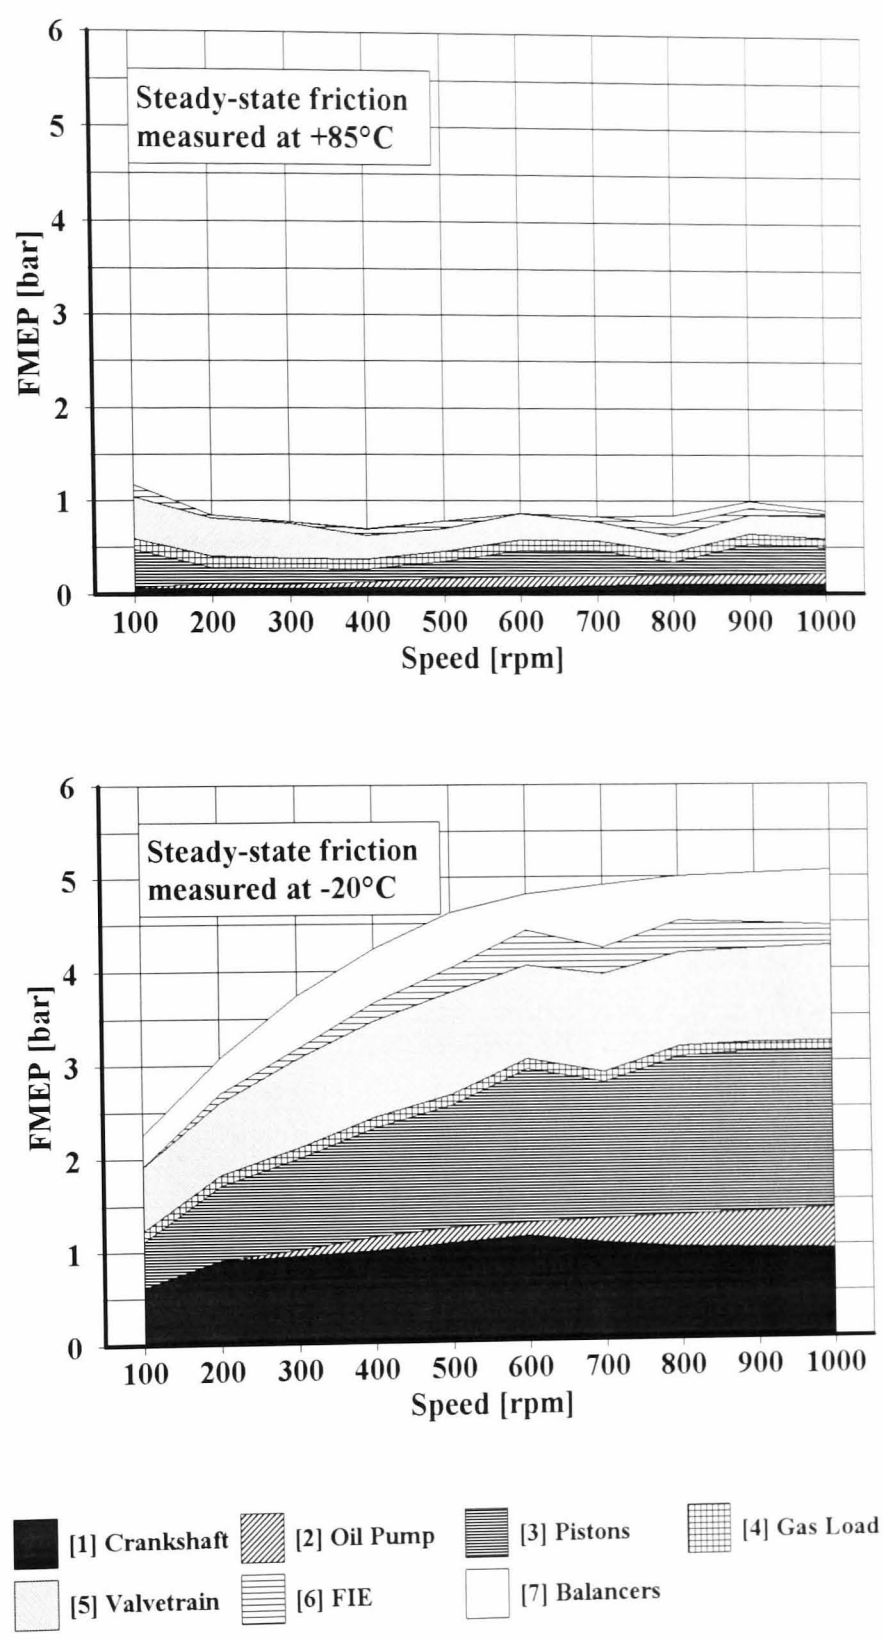 Steady-state friction
measured at +85°C
FMEP [bar]
6
5
4
3
2
1
0
100 200 300 400 500 600 700 800 900 1000
Speed [rpm]
Steady-state friction
measured at -20°C
FMEP [bar]
6
5
4
3
2
1
0
100 200 300 400 500 600 700 800 900 1000
Speed [rpm]
[1] Crankshaft [2] Oil Pump [3] Pistons [4] Gas Load
[5] Valvetrain [6] FIE [7] Balancers